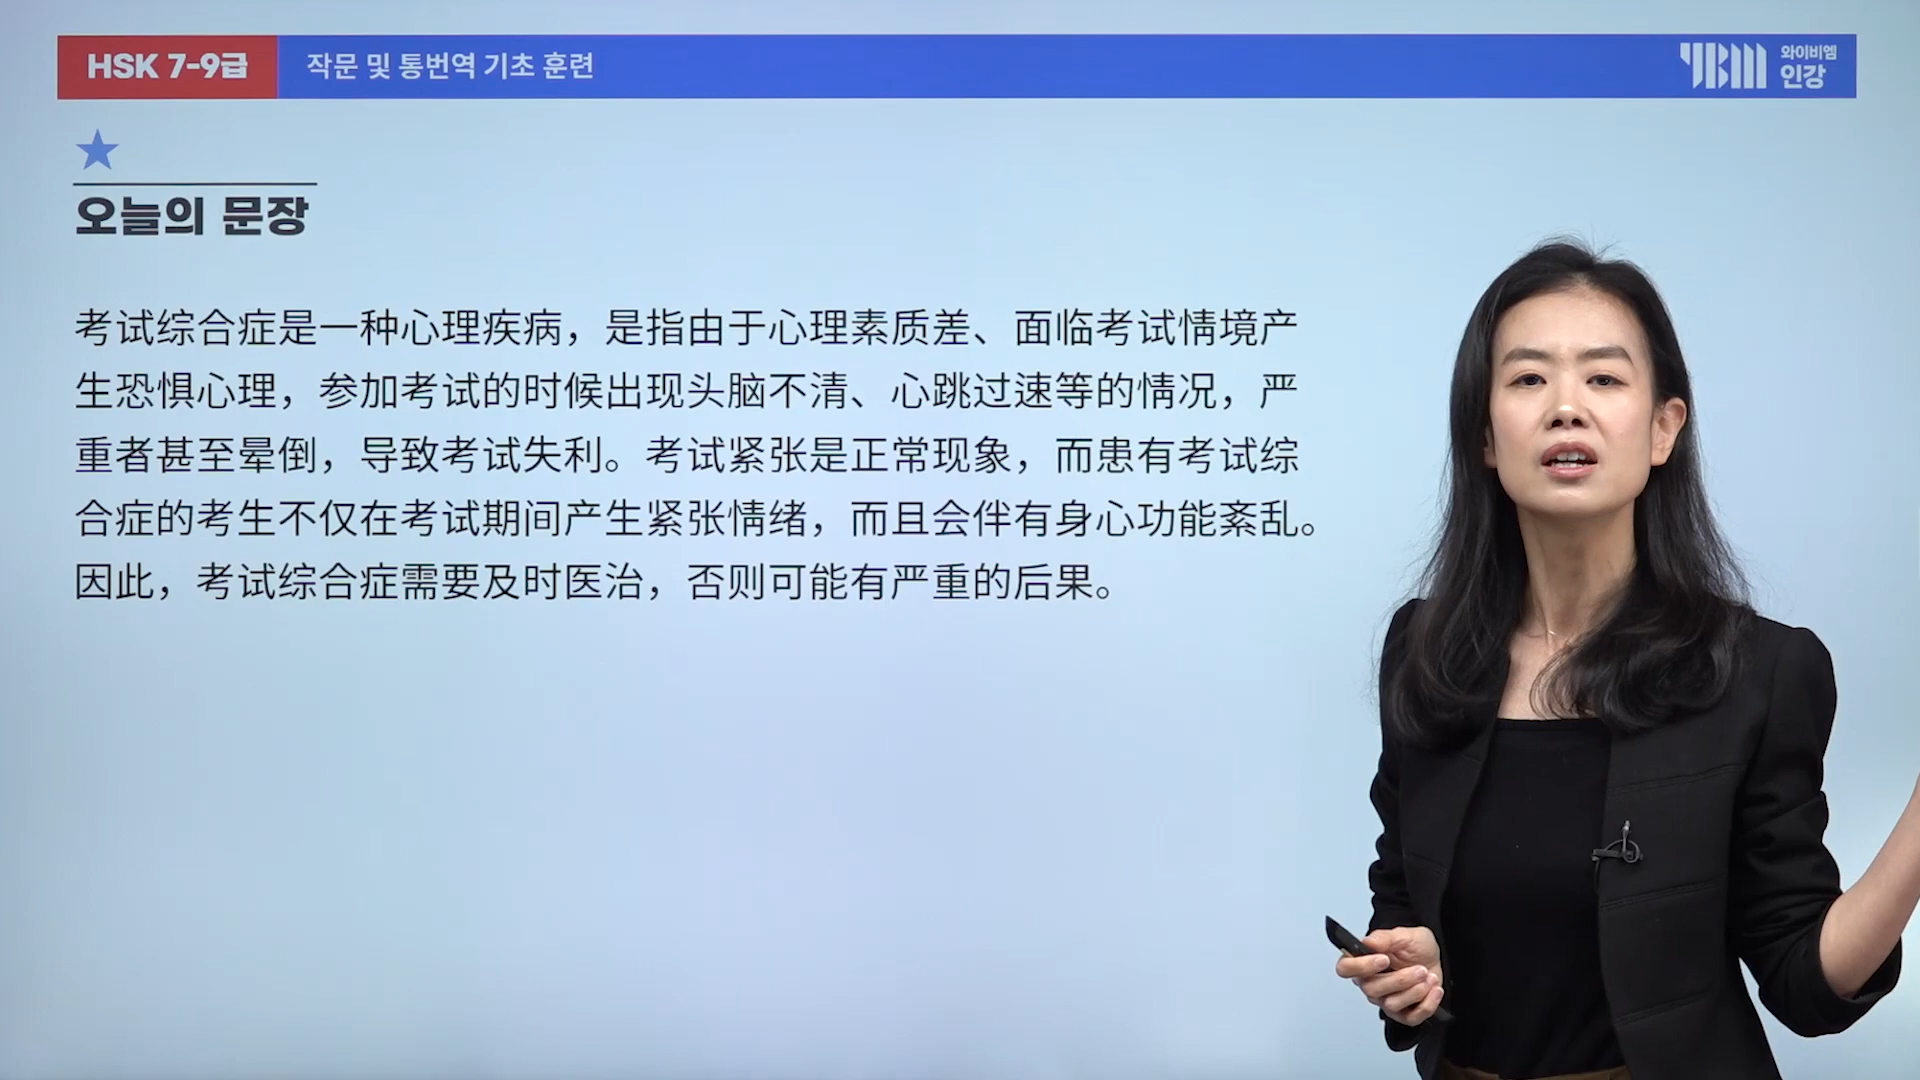 HSK 7-9급
작문 및 통번역 기초 훈련
YBM 와이비엠
인강
오늘의 문장
考试综合症是一种心理疾病，是指由于心理素质差、面临考试情境产
生恐惧心理，参加考试的时候出现头脑不清、心跳过速等的情况，严
重者甚至晕倒，导致考试失利。考试紧张是正常现象，而患有考试综
合症的考生不仅在考试期间产生紧张情绪，而且会伴有身心功能紊乱。
因此，考试综合症需要及时医治，否则可能有严重的后果。